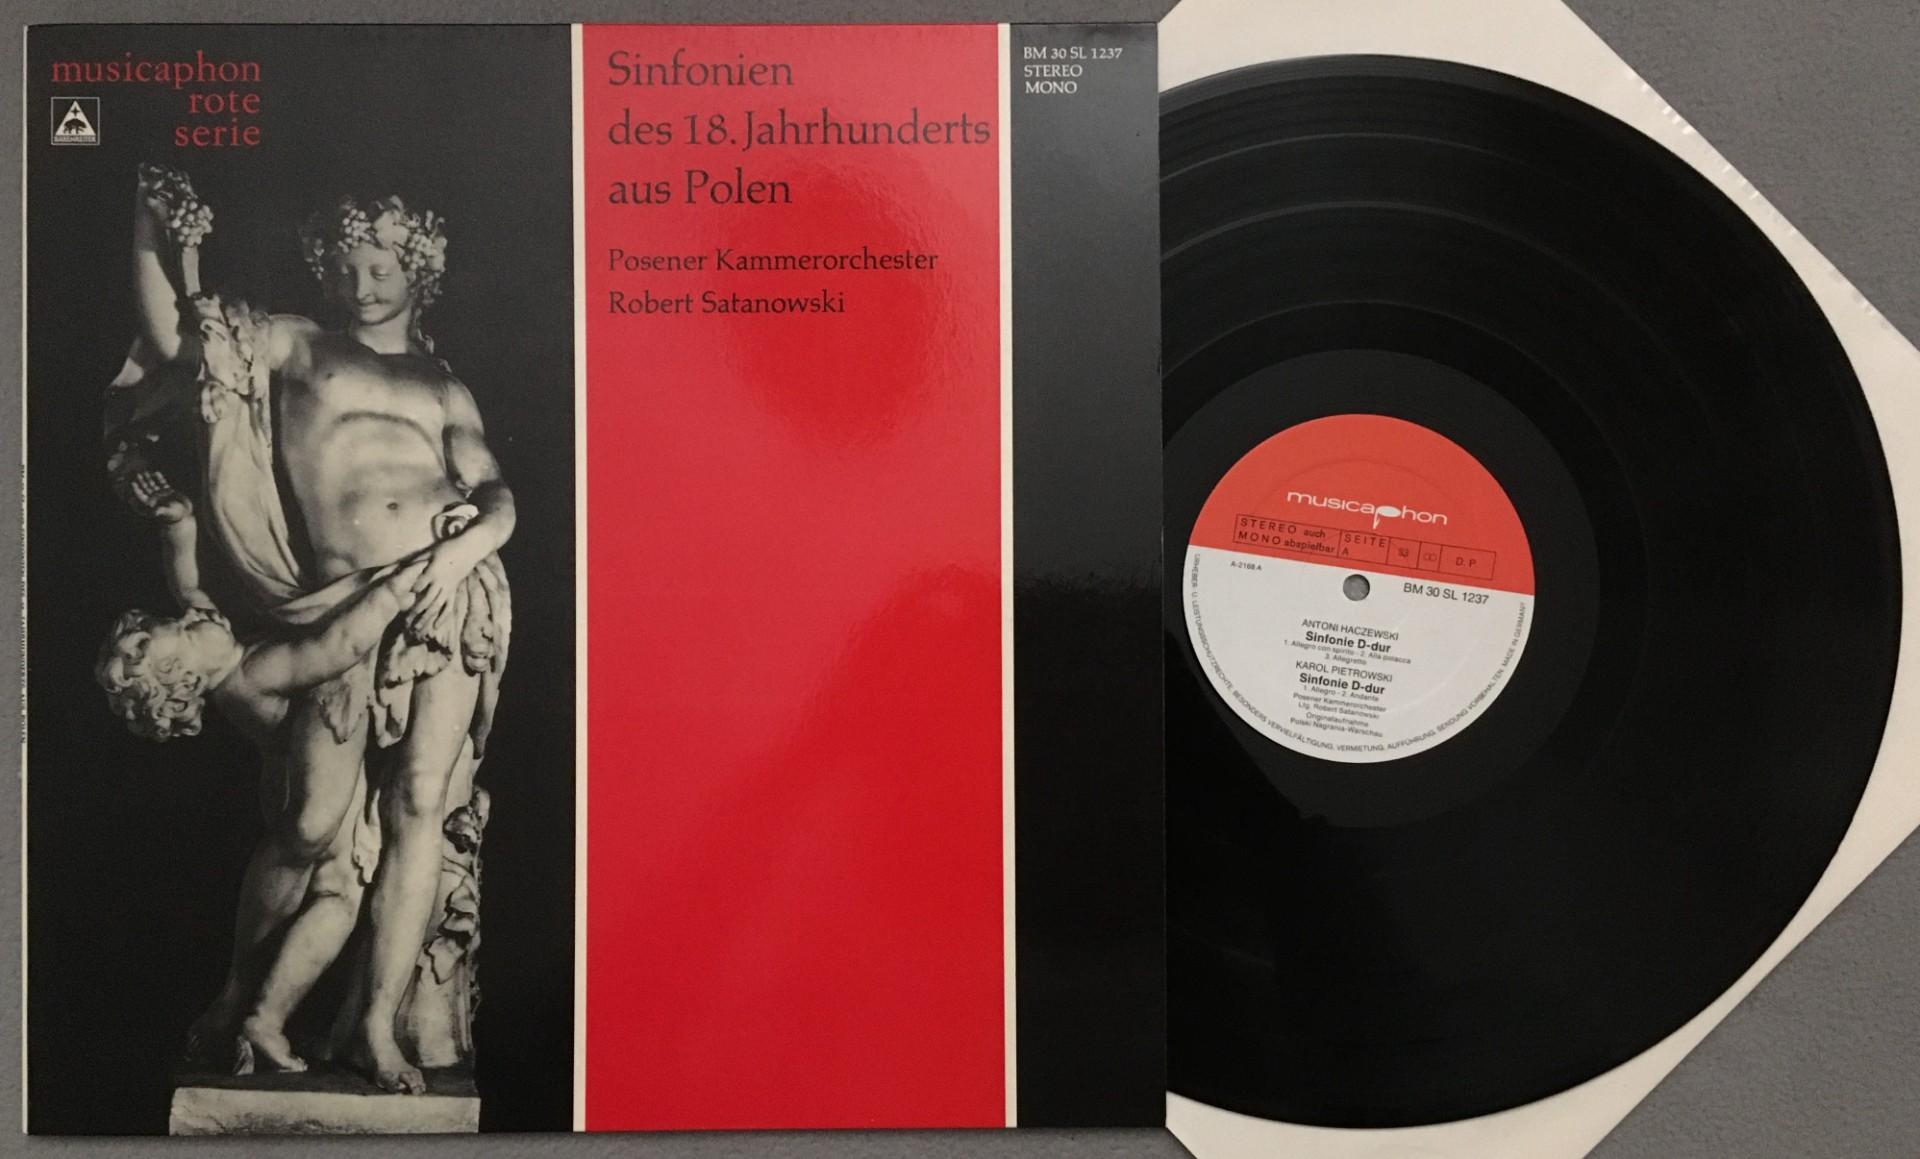 musicaphon
rote
serie
BÄRENREITER
Sinfonien
des 18. Jahrhunderts
aus Polen
Posener Kammerorchester
Robert Satanowski
BM 30 SL 1237
STEREO
MONO
musicaphon
STEREO auch
MONO abspielbar
SEITE
A
33
D. P.
A-2168 A
BM 30 SL 1237
ANTONI HACZEWSKI
Sinfonie D-dur
1. Allegro con spirito - 2. Alla polacca
3. Allegretto
KAROL PIETROWSKI
Sinfonie D-dur
1. Allegro - 2. Andante
Posener Kammerorchester
Ltg. Robert Satanowski
Originalaufnahme
Polski Nagrania-Warschau
URHEBER- U. LEISTUNGSSCHUTZRECHTE, BESONDERS VERVIELFÄLTIGUNG, VERMIETUNG, AUFFÜHRUNG, SENDUNG VORBEHALTEN. MADE IN GERMANY